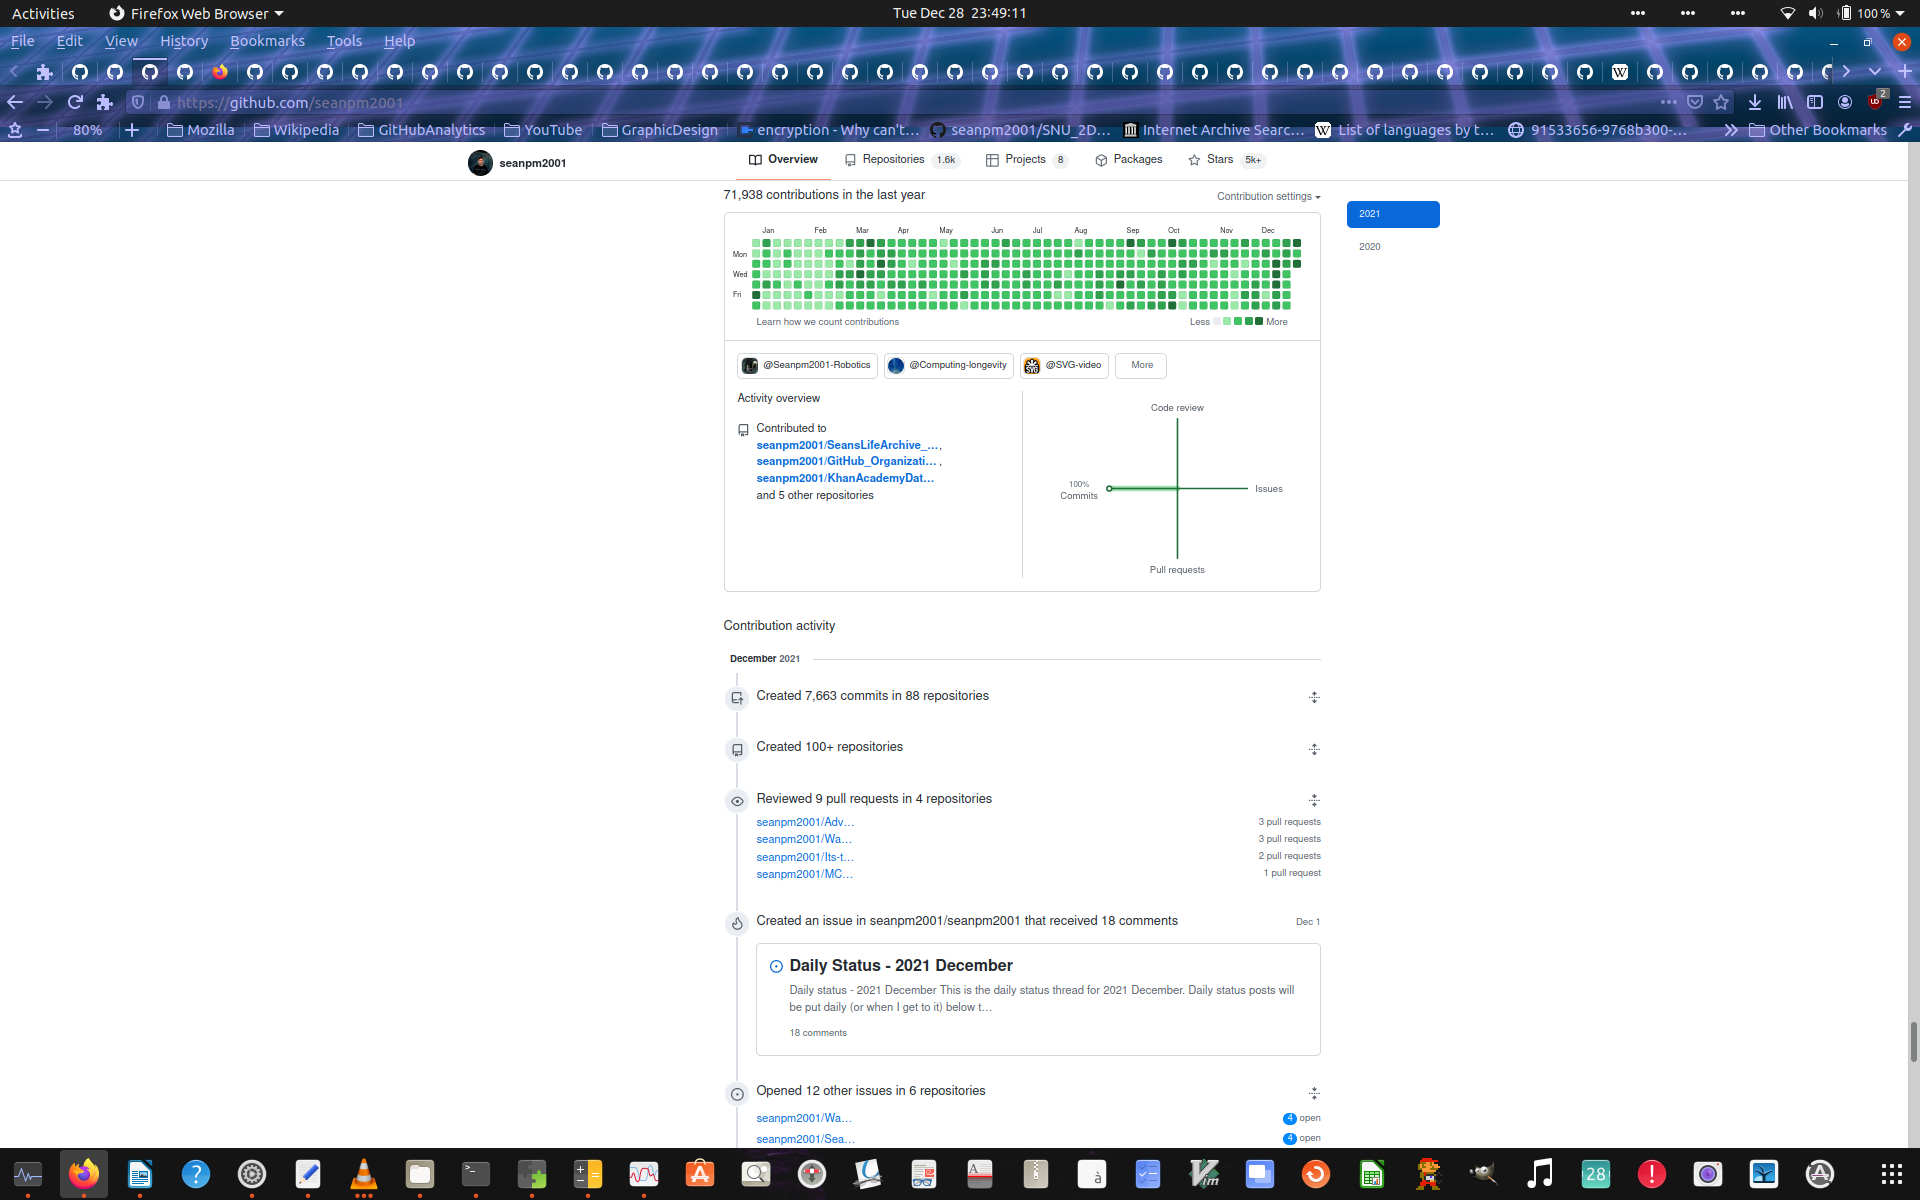 Activities
Firefox Web Browser
Tue Dec 28 23:49:11
100 %
File Edit View History Bookmarks Tools Help
https://github.com/seanpm2001
80%
Mozilla
Wikipedia
GitHubAnalytics
YouTube
GraphicDesign
encryption - Why can't…
seanpm2001/SNU_2D…
Internet Archive Searc…
List of languages by t…
91533656-9768b300-…
Other Bookmarks
seanpm2001
Overview
Repositories 1.6k
Projects 8
Packages
Stars 5k+
71,938 contributions in the last year
Contribution settings
2021
2020
Jan Feb Mar Apr May Jun Jul Aug Sep Oct Nov Dec
Mon
Wed
Fri
Learn how we count contributions
Less More
@Seanpm2001-Robotics
@Computing-longevity
@SVG-video
More
Activity overview
Contributed to
seanpm2001/SeansLifeArchive_…,
seanpm2001/GitHub_Organizati…,
seanpm2001/KhanAcademyDat…
and 5 other repositories
Code review
100%
Commits
Issues
Pull requests
Contribution activity
December 2021
Created 7,663 commits in 88 repositories
Created 100+ repositories
Reviewed 9 pull requests in 4 repositories
seanpm2001/Adv… 3 pull requests
seanpm2001/Wa… 3 pull requests
seanpm2001/Its-t… 2 pull requests
seanpm2001/MC… 1 pull request
Created an issue in seanpm2001/seanpm2001 that received 18 comments
Dec 1
Daily Status - 2021 December
Daily status - 2021 December This is the daily status thread for 2021 December. Daily status posts will
be put daily (or when I get to it) below t…
18 comments
Opened 12 other issues in 6 repositories
seanpm2001/Wa… 4 open
seanpm2001/Sea… 4 open
28